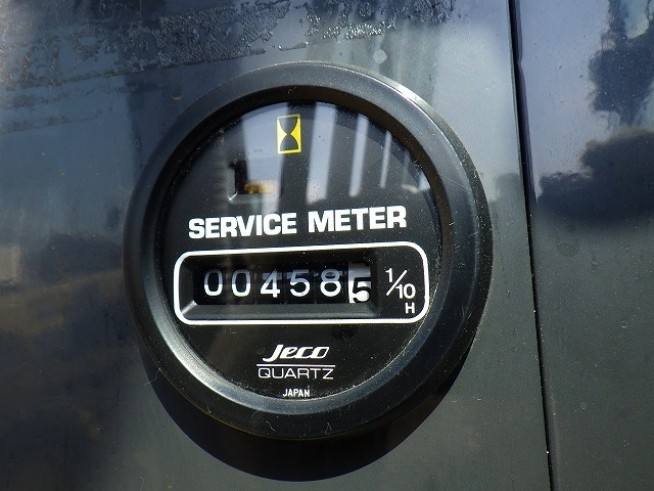 SERVICE METER
004585 1/10
H
Jeco
QUARTZ
JAPAN